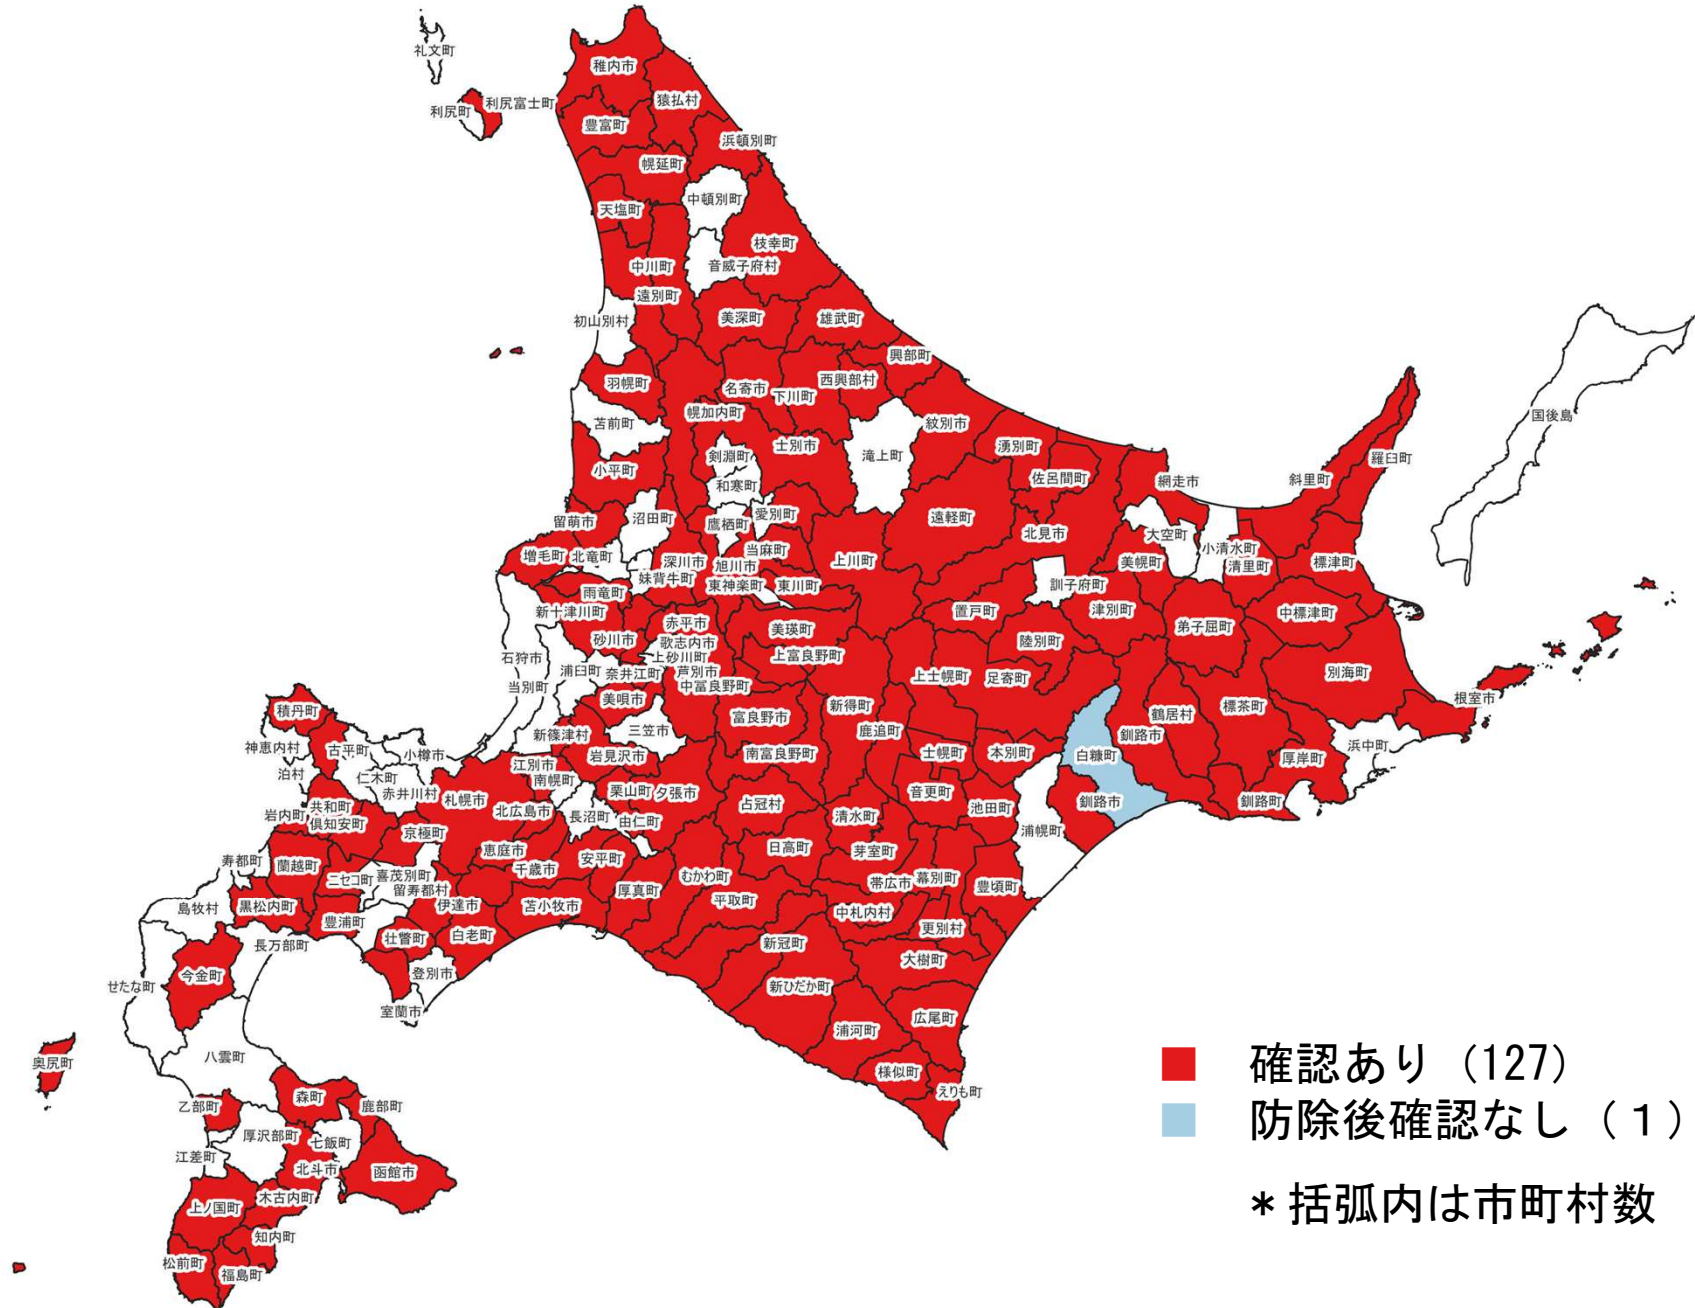 礼文町
利尻富士町
利尻町
稚内市
猿払村
豊富町
浜頓別町
幌延町
中頓別町
天塩町
枝幸町
中川町
音威子府村
遠別町
初山別村
美深町
雄武町
興部町
羽幌町
名寄市
下川町
西興部村
幌加内町
苫前町
紋別市
士別市
剣淵町
滝上町
湧別町
国後島
羅臼町
斜里町
小平町
和寒町
佐呂間町
網走市
留萌市
沼田町
鷹栖町
愛別町
遠軽町
北見市
大空町
小清水町
増毛町
北竜町
深川市
旭川市
当麻町
上川町
美幌町
清里町
標津町
妹背牛町
東神楽町
東川町
訓子府町
雨竜町
新十津川町
置戸町
津別町
中標津町
弟子屈町
赤平市
美瑛町
砂川市
歌志内市
陸別町
石狩市
上砂川町
上富良野町
浦臼町
奈井江町
芦別市
上士幌町
足寄町
別海町
当別町
中富良野町
美唄市
根室市
積丹町
富良野市
新得町
鶴居村
標茶町
三笠市
鹿追町
新篠津村
釧路市
神恵内村
古平町
小樽市
岩見沢市
南富良野町
士幌町
本別町
白糠町
浜中町
厚岸町
泊村
仁木町
江別市
南幌町
赤井川村
札幌市
栗山町
夕張市
音更町
共和町
北広島市
占冠村
池田町
釧路市
釧路町
岩内町
倶知安町
長沼町
由仁町
清水町
京極町
浦幌町
恵庭市
日高町
芽室町
寿都町
蘭越町
安平町
千歳市
ニセコ町
喜茂別町
むかわ町
帯広市
幕別町
豊頃町
留寿都村
厚真町
島牧村
黒松内町
伊達市
苫小牧市
平取町
中札内村
豊浦町
更別村
壮瞥町
白老町
長万部町
新冠町
大樹町
今金町
登別市
せたな町
新ひだか町
室蘭市
広尾町
浦河町
八雲町
奥尻町
様似町
えりも町
森町
乙部町
鹿部町
厚沢部町
七飯町
江差町
北斗市
函館市
木古内町
上ノ国町
知内町
松前町
福島町
確認あり (127)
防除後確認なし (１)
＊括弧内は市町村数